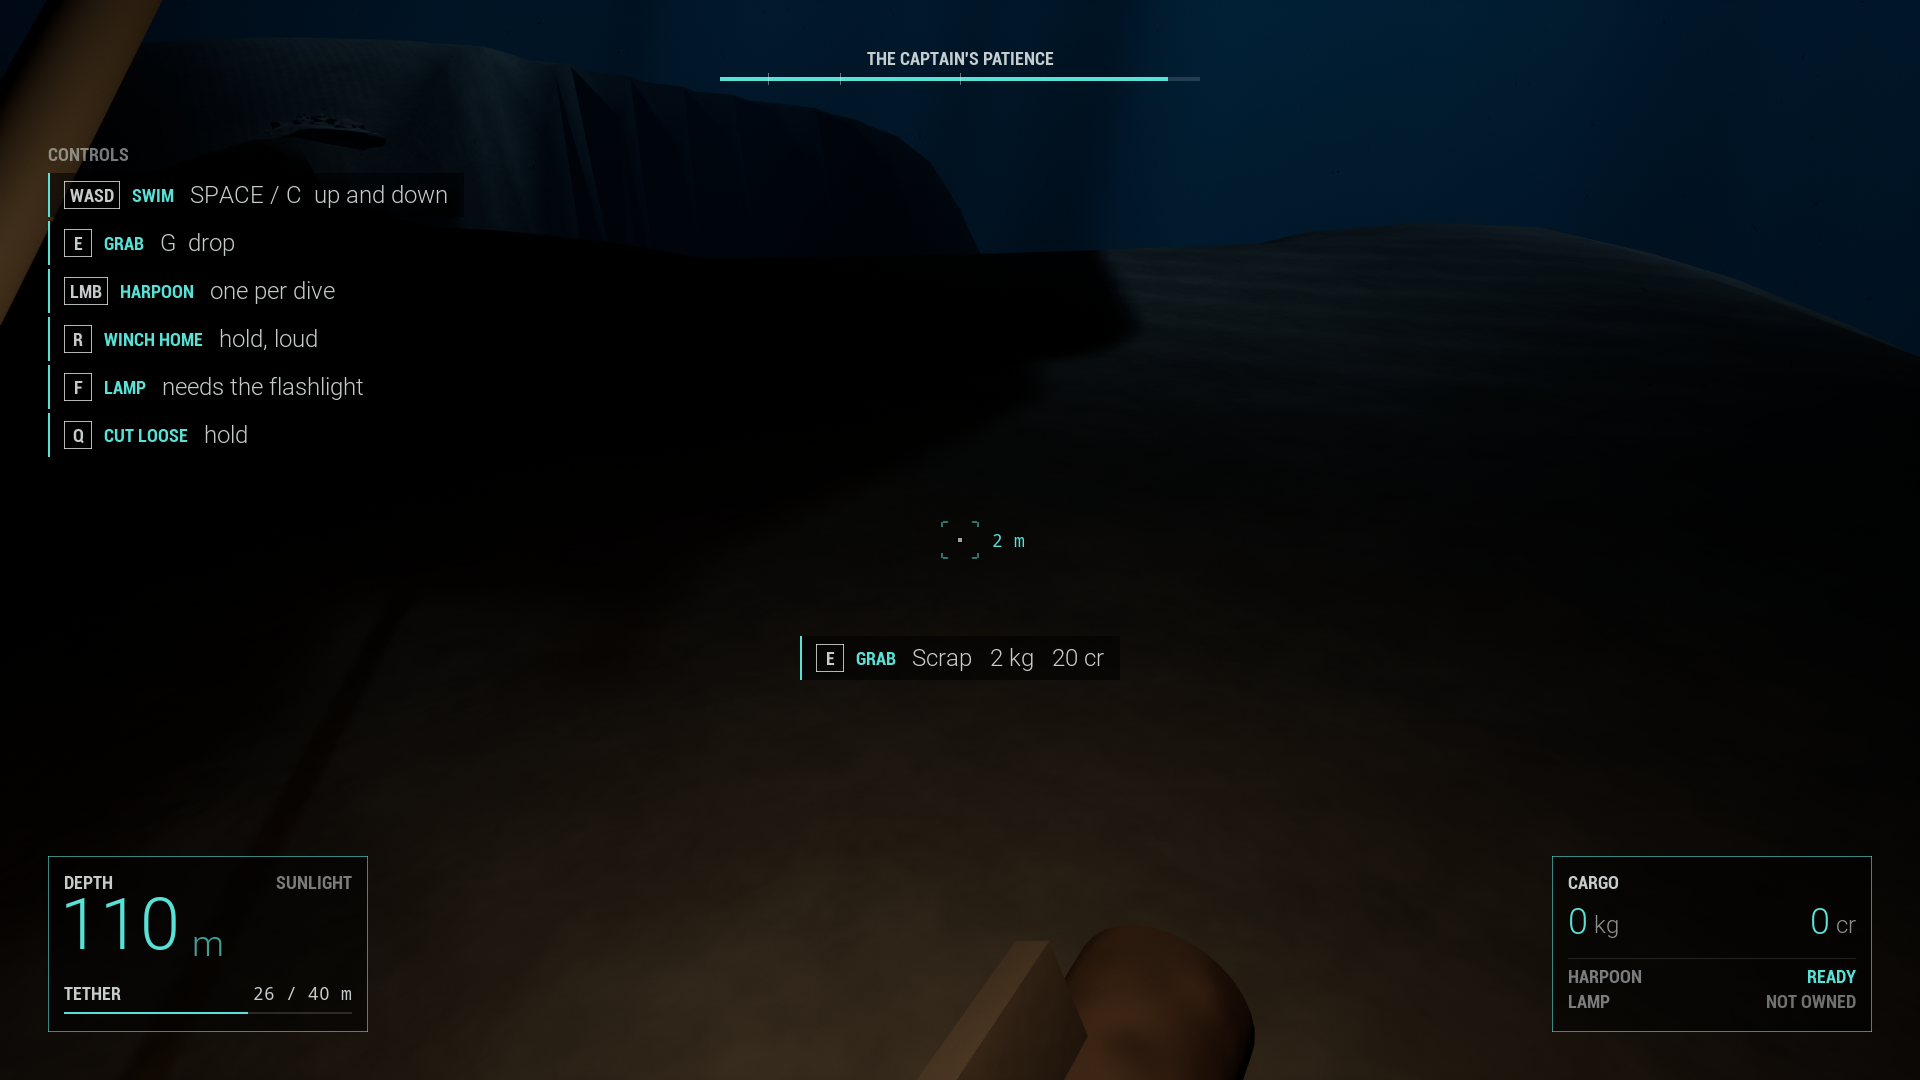 THE CAPTAIN'S PATIENCE
CONTROLS
WASD SWIM SPACE / C up and down
E GRAB G drop
LMB HARPOON one per dive
R WINCH HOME hold, loud
F LAMP needs the flashlight
Q CUT LOOSE hold
2 m
E GRAB Scrap 2 kg 20 cr
DEPTH SUNLIGHT
110 m
TETHER 26 / 40 m
CARGO
0 kg 0 cr
HARPOON READY
LAMP NOT OWNED